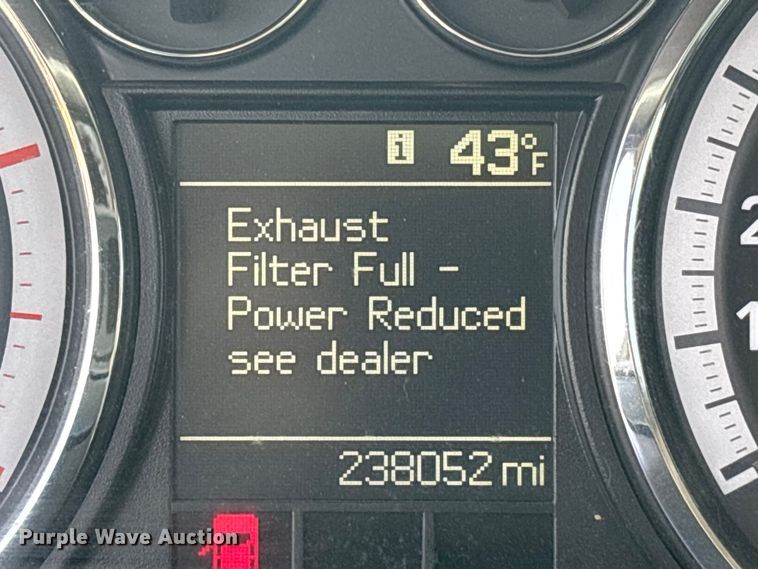 i 43°F
Exhaust
Filter Full -
Power Reduced
see dealer
238052 mi
Purple Wave Auction